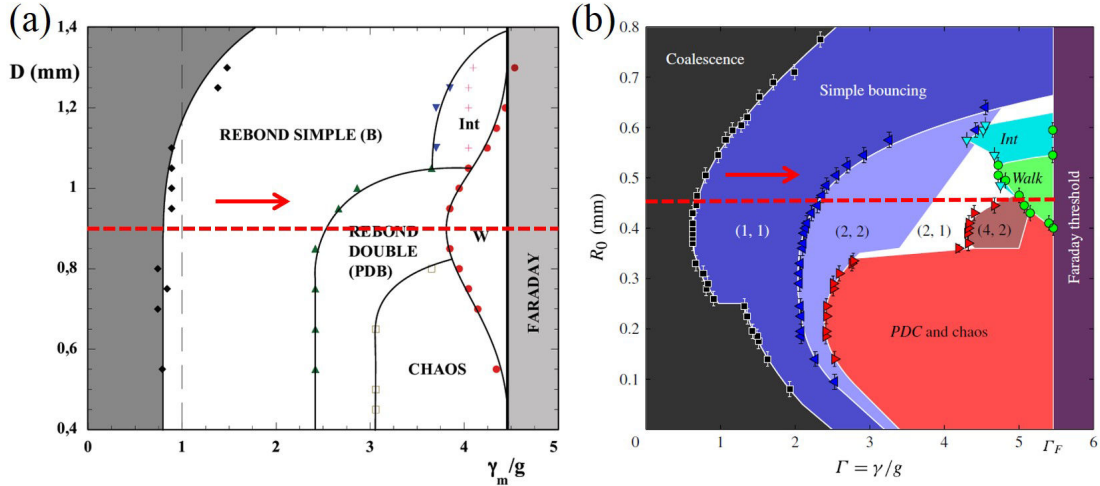 (a)
1,4
D (mm)
1,2
1
0,8
0,6
0,4
0
1
2
3
4
5
γm/g
REBOND SIMPLE (B)
Int
REBOND
DOUBLE
(PDB)
W
CHAOS
FARADAY
(b)
0.8
0.7
0.6
0.5
0.4
0.3
0.2
0.1
R0 (mm)
Coalescence
Simple bouncing
Int
Walk
(1, 1)
(2, 2)
(2, 1)
(4, 2)
PDC and chaos
Faraday threshold
0
1
2
3
4
5
ΓF
6
Γ = γ/g